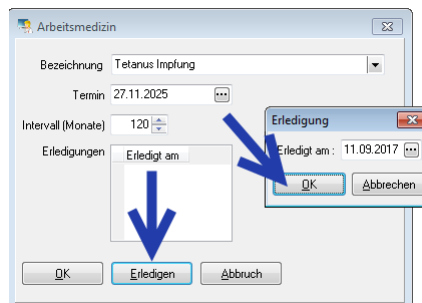 Arbeitsmedizin
Bezeichnung Tetanus Impfung
Termin 27.11.2025
Intervall (Monate) 120
Erledigungen Erledigt am
OK Erledigen Abbruch
Erledigung
Erledigt am : 11.09.2017
OK Abbrechen